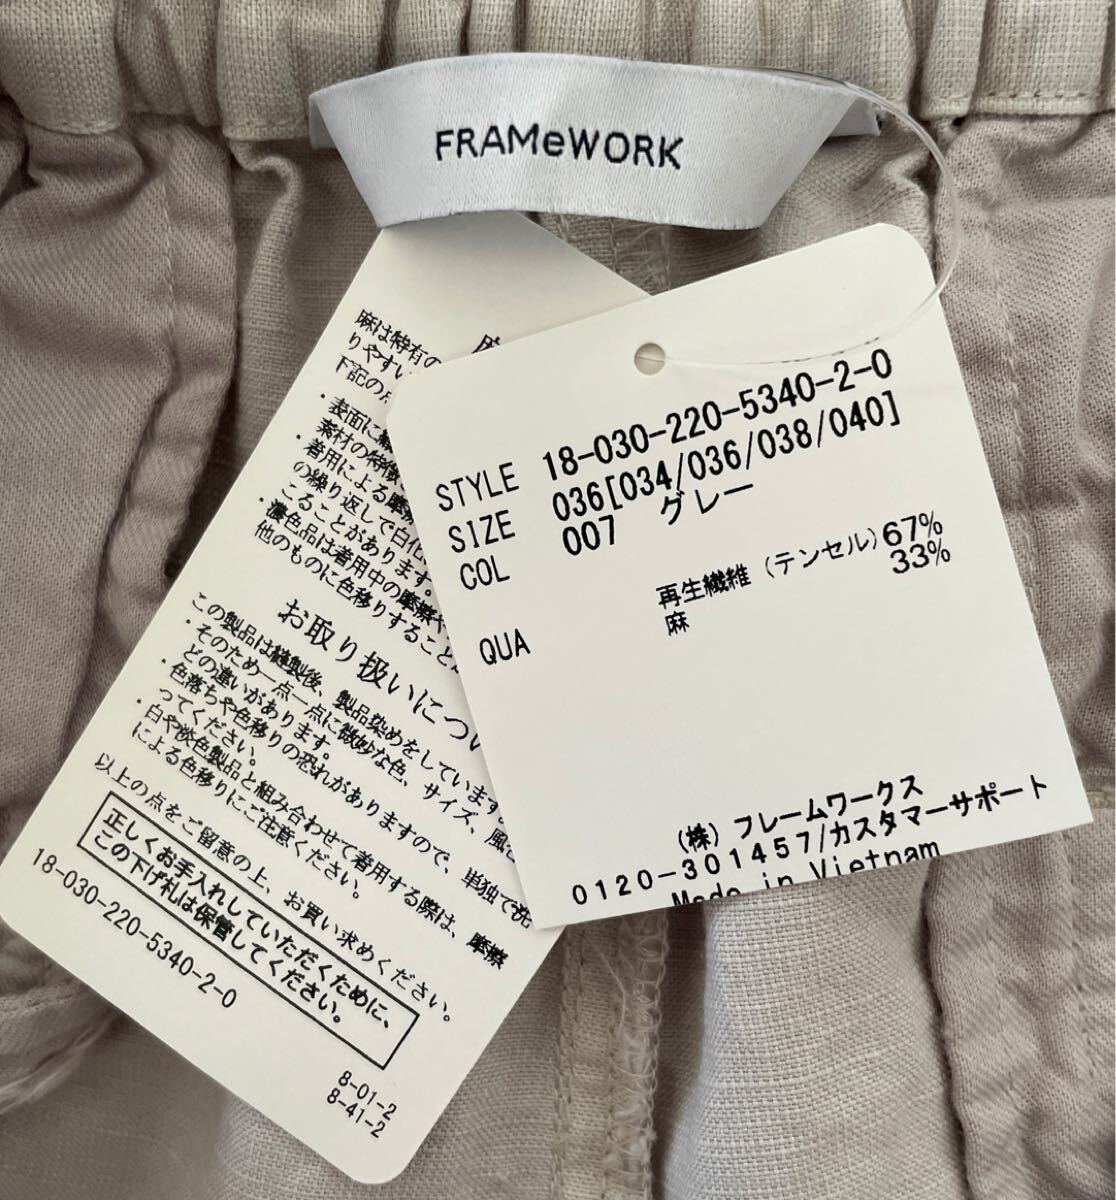 FRAMeWORK
STYLE 18-030-220-5340-2-0
SIZE 036[034/036/038/040]
COL 007 グレー
QUA 再生繊維(テンセル)67%
麻 33%
(株)フレームワークス
0120-301457/カスタマーサポート
Made in Vietnam
麻は特有の
りやすい
下記の
・表面に
素材の特徴
・着用による摩擦
の繰り返しで白化
こることがあります。
・濃色品は着用中の摩擦や
他のものに色移りすること
お取り扱いについ
この製品は縫製後、製品染めをしています
・そのため一点一点に微妙な色、サイズ、風合
どの違いがあります。
・色落ちや色移りの恐れがありますので、単独で洗
ってください。
・白や淡色製品と組み合わせて着用する際は、摩擦
による色移りにご注意ください。
以上の点をご留意の上、お買い求めください。
正しくお手入れしていただくために、
この下げ札は保管してください。
18-030-220-5340-2-0
8-01-2
8-41-2